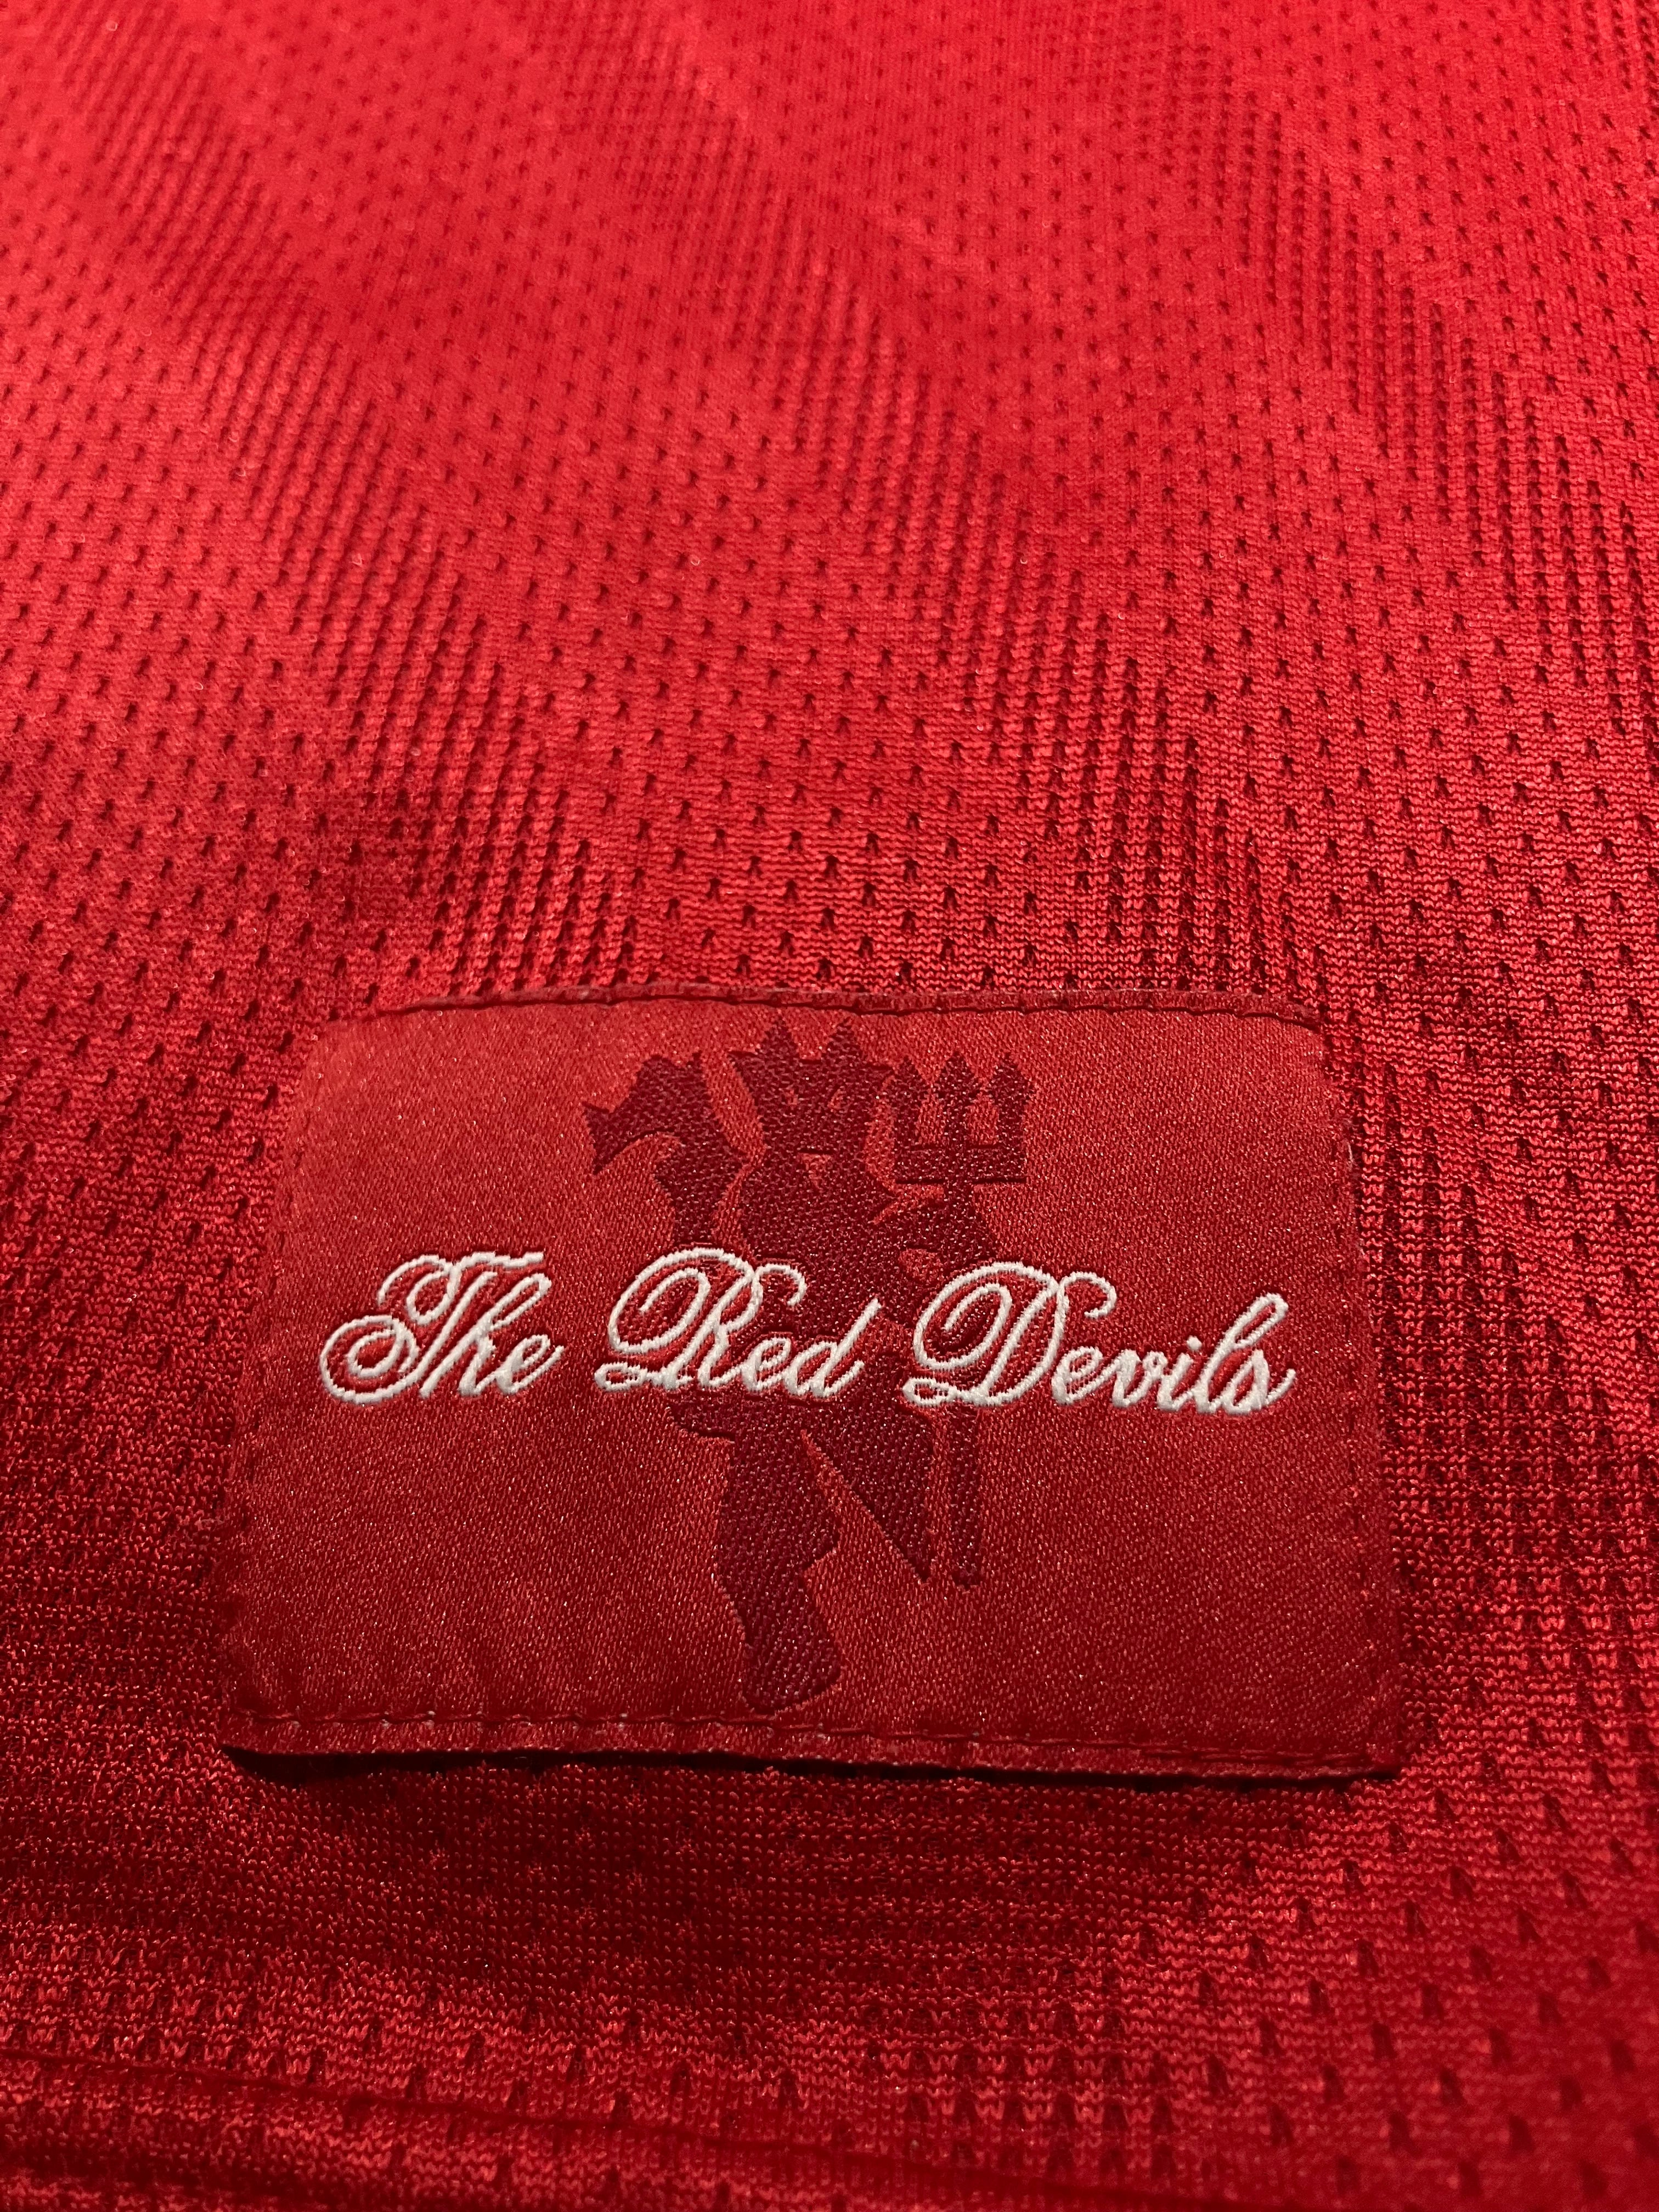 The Red Devils